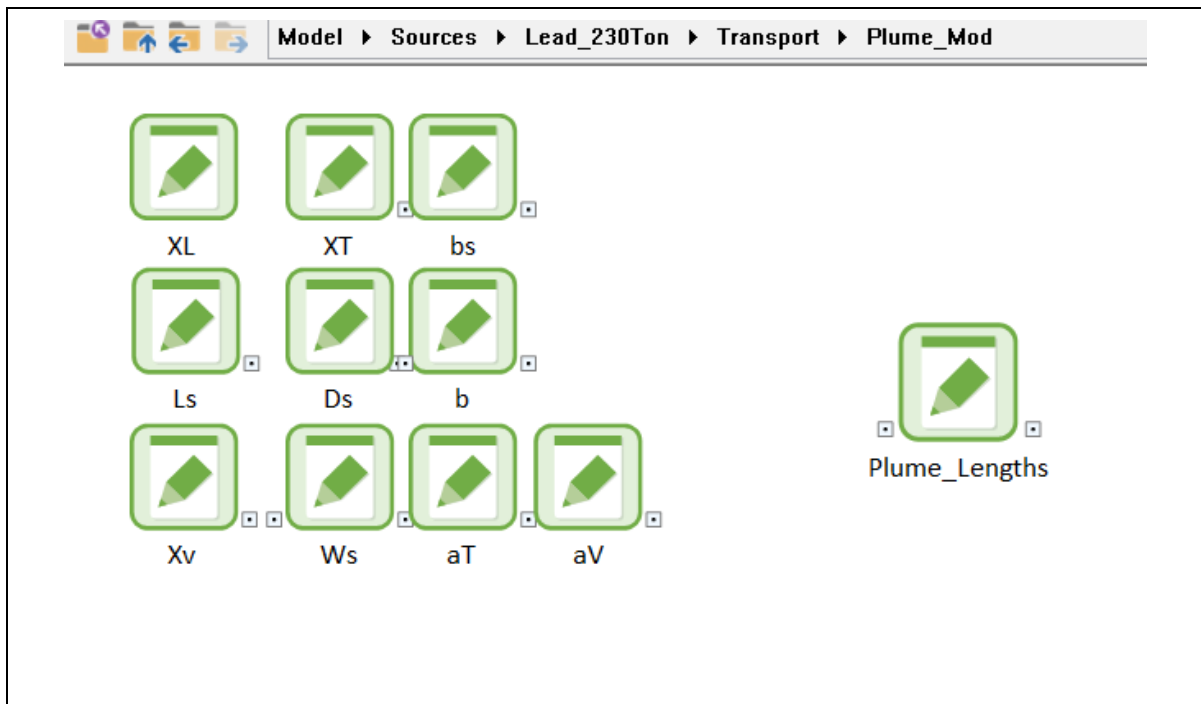 Model ▸ Sources ▸ Lead_230Ton ▸ Transport ▸ Plume_Mod
XL XT bs
Ls Ds b
Plume_Lengths
Xv Ws aT aV